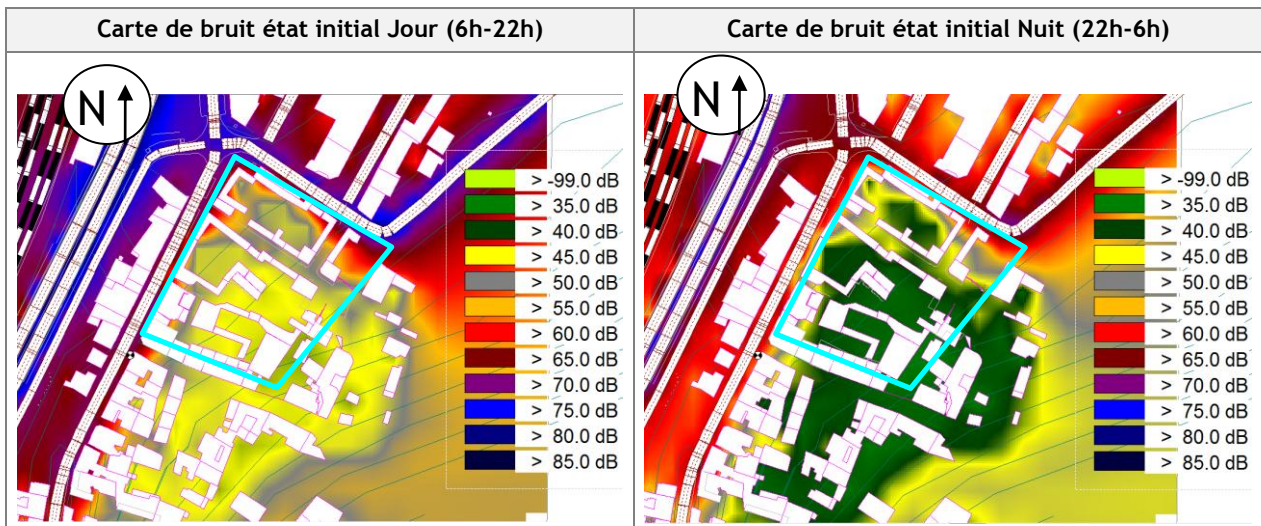 Carte de bruit état initial Jour (6h-22h)
Carte de bruit état initial Nuit (22h-6h)
N
> -99.0 dB
> 35.0 dB
> 40.0 dB
> 45.0 dB
> 50.0 dB
> 55.0 dB
> 60.0 dB
> 65.0 dB
> 70.0 dB
> 75.0 dB
> 80.0 dB
> 85.0 dB
N
> -99.0 dB
> 35.0 dB
> 40.0 dB
> 45.0 dB
> 50.0 dB
> 55.0 dB
> 60.0 dB
> 65.0 dB
> 70.0 dB
> 75.0 dB
> 80.0 dB
> 85.0 dB